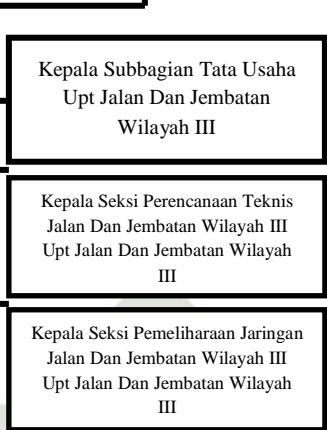 Kepala Subbagian Tata Usaha
Upt Jalan Dan Jembatan
Wilayah III
Kepala Seksi Perencanaan Teknis
Jalan Dan Jembatan Wilayah III
Upt Jalan Dan Jembatan Wilayah
III
Kepala Seksi Pemeliharaan Jaringan
Jalan Dan Jembatan Wilayah III
Upt Jalan Dan Jembatan Wilayah
III